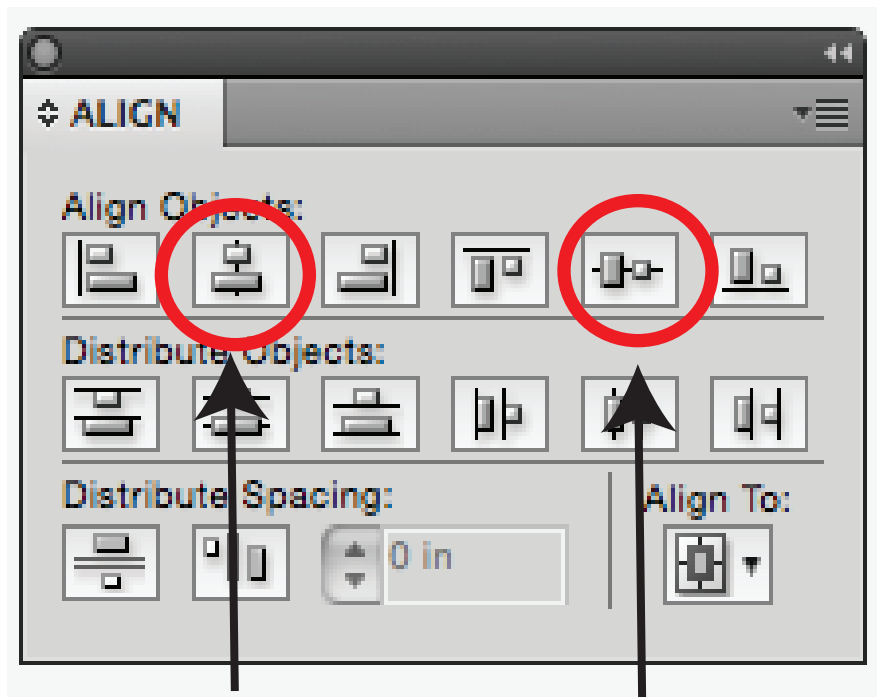 ALIGN
Align Objects:
Distribute Objects:
Distribute Spacing:
Align To:
0 in